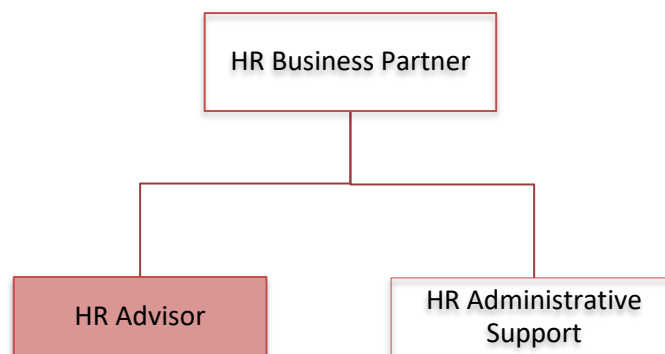 HR Business Partner
HR Advisor
HR Administrative
Support